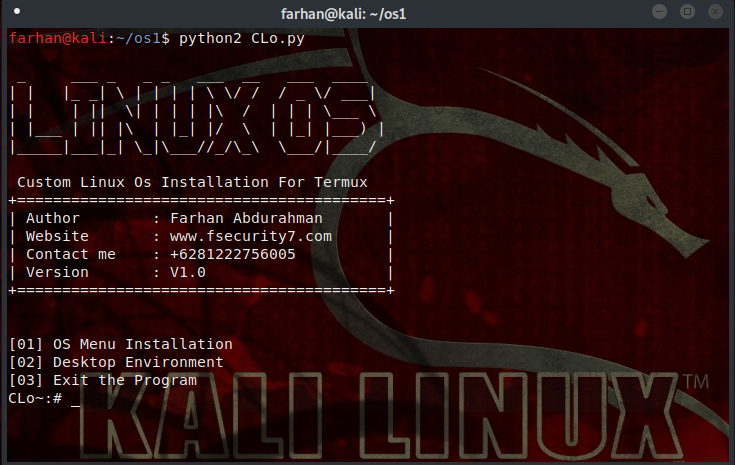 farhan@kali: ~/os1
farhan@kali:~/os1$ python2 CLo.py
LINUX OS
Custom Linux Os Installation For Termux
+=========================================+
| Author        : Farhan Abdurahman       |
| Website       : www.fsecurity7.com      |
| Contact me    : +6281222756005          |
| Version       : V1.0                    |
+=========================================+
[01] OS Menu Installation
[02] Desktop Environment
[03] Exit the Program
CLo~:# _
KALI LINUX™